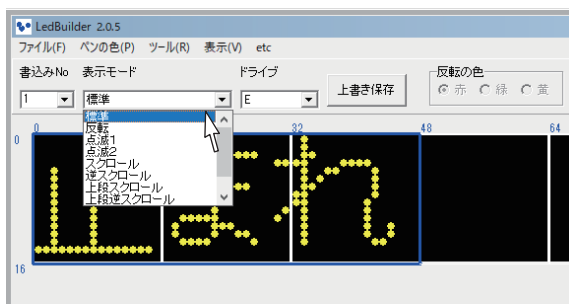 LedBuilder 2.0.5
ファイル(F) ペンの色(P) ツール(R) 表示(V) etc
書込みNo 表示モード ドライブ 反転の色
1 標準 E 上書き保存 赤 緑 黄
標準
反転
点滅1
点滅2
スクロール
逆スクロール
上段スクロール
上段逆スクロール
0 32 48 64
0
16
れ